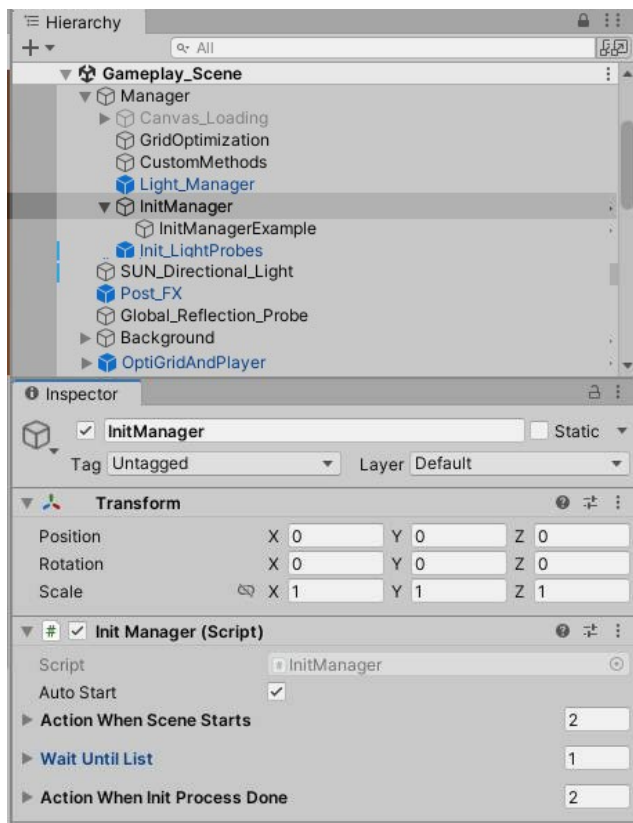 Hierarchy
All
Gameplay_Scene
Manager
Canvas_Loading
GridOptimization
CustomMethods
Light_Manager
InitManager
InitManagerExample
Init_LightProbes
SUN_Directional_Light
Post_FX
Global_Reflection_Probe
Background
OptiGridAndPlayer
Inspector
InitManager Static
Tag Untagged Layer Default
Transform
Position X 0 Y 0 Z 0
Rotation X 0 Y 0 Z 0
Scale X 1 Y 1 Z 1
# Init Manager (Script)
Script # InitManager
Auto Start
Action When Scene Starts 2
Wait Until List 1
Action When Init Process Done 2